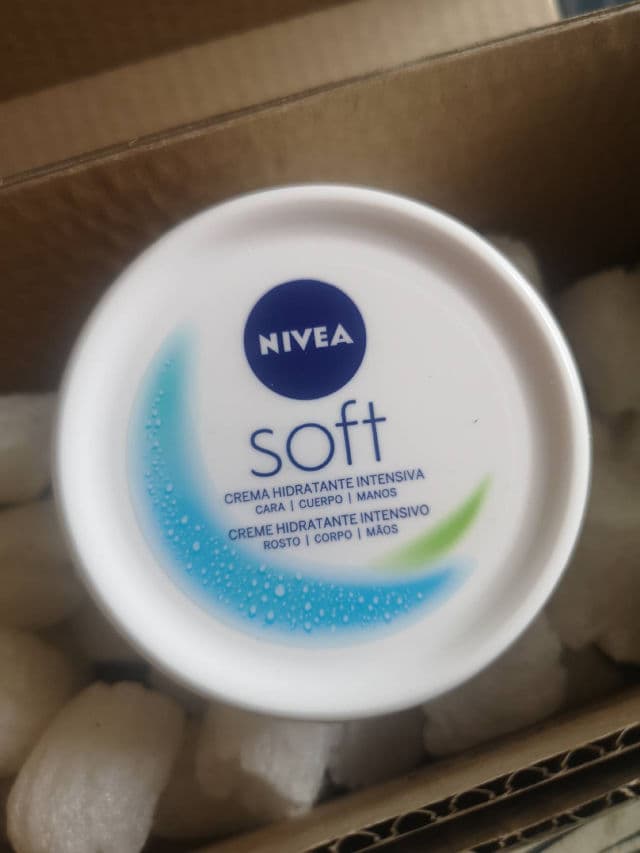 NIVEA
soft
CREMA HIDRATANTE INTENSIVA
CARA | CUERPO | MANOS
CREME HIDRATANTE INTENSIVO
ROSTO | CORPO | MÃOS